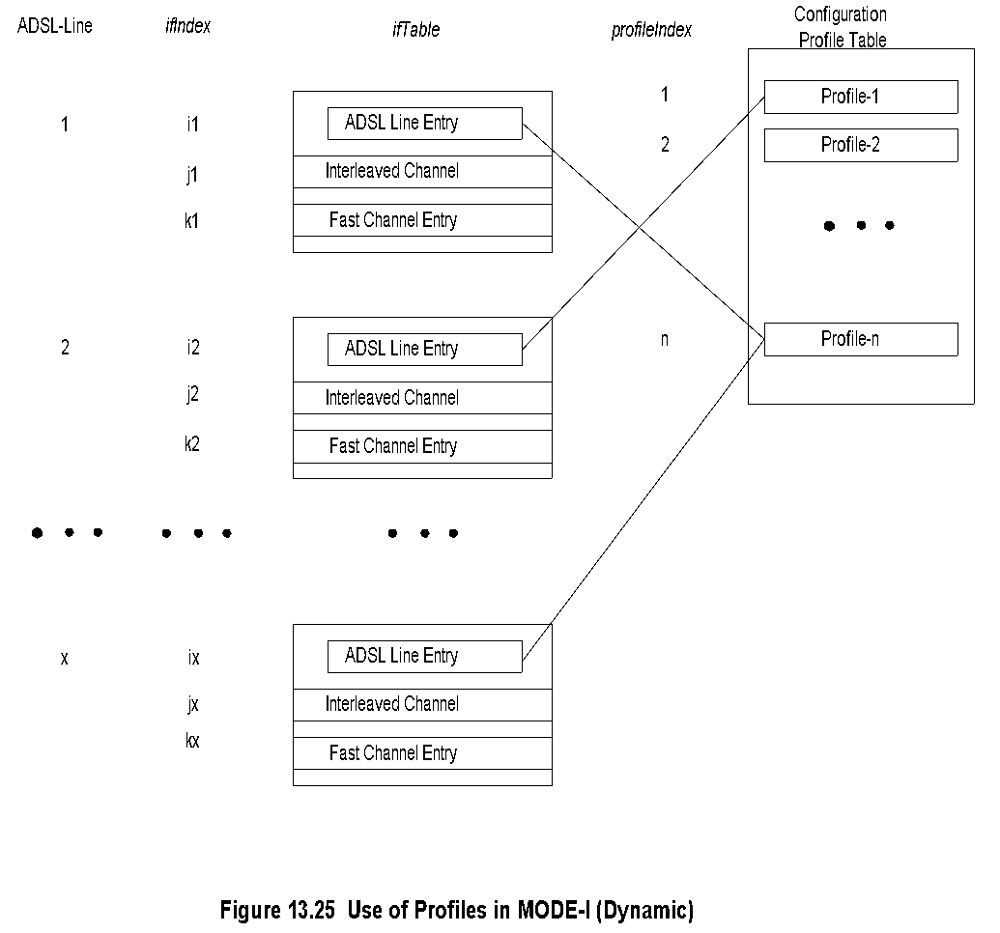 ADSL-Line ifIndex ifTable profileIndex Configuration
Profile Table
1 i1 ADSL Line Entry 1 Profile-1
2 Profile-2
j1 Interleaved Channel
k1 Fast Channel Entry
2 i2 ADSL Line Entry n Profile-n
j2 Interleaved Channel
k2 Fast Channel Entry
x ix ADSL Line Entry
jx Interleaved Channel
kx Fast Channel Entry
Figure 13.25 Use of Profiles in MODE-I (Dynamic)